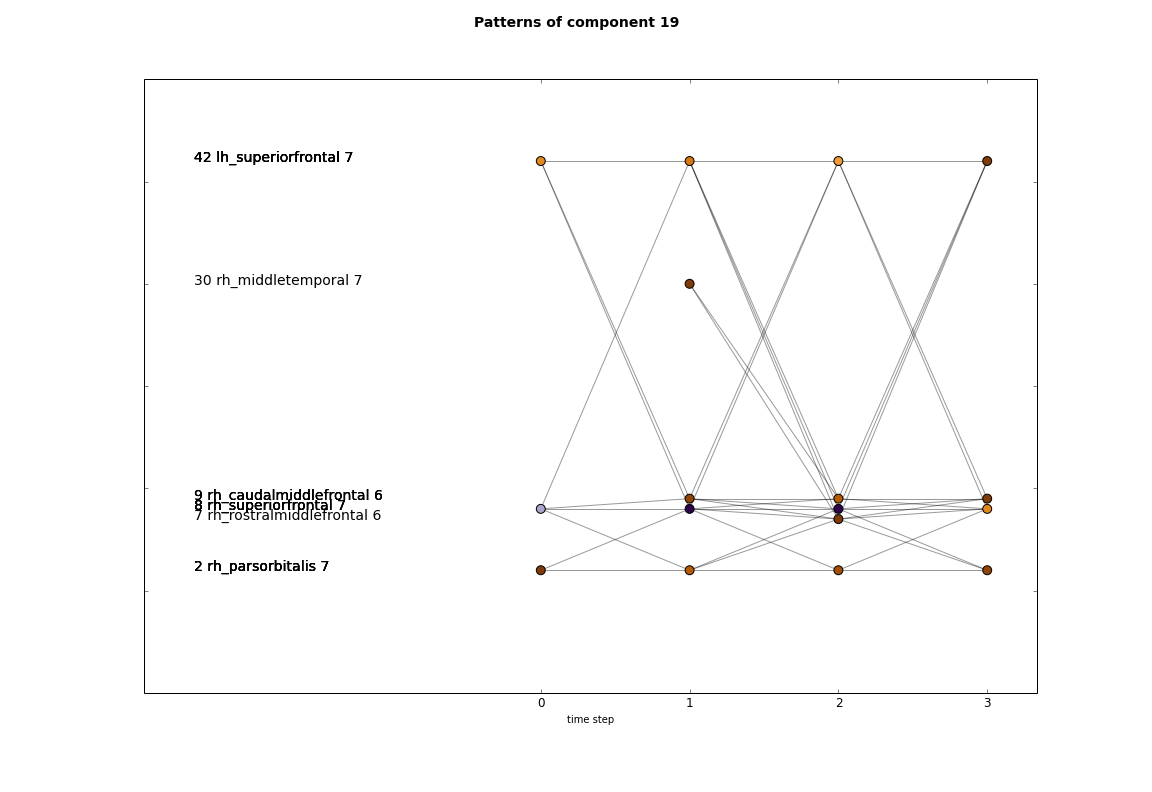 Patterns of component 19
42 lh_superiorfrontal 7
30 rh_middletemporal 7
9 rh_caudalmiddlefrontal 6
8 rh_superiorfrontal 7
7 rh_rostralmiddlefrontal 6
2 rh_parsorbitalis 7
0 1 2 3
time step